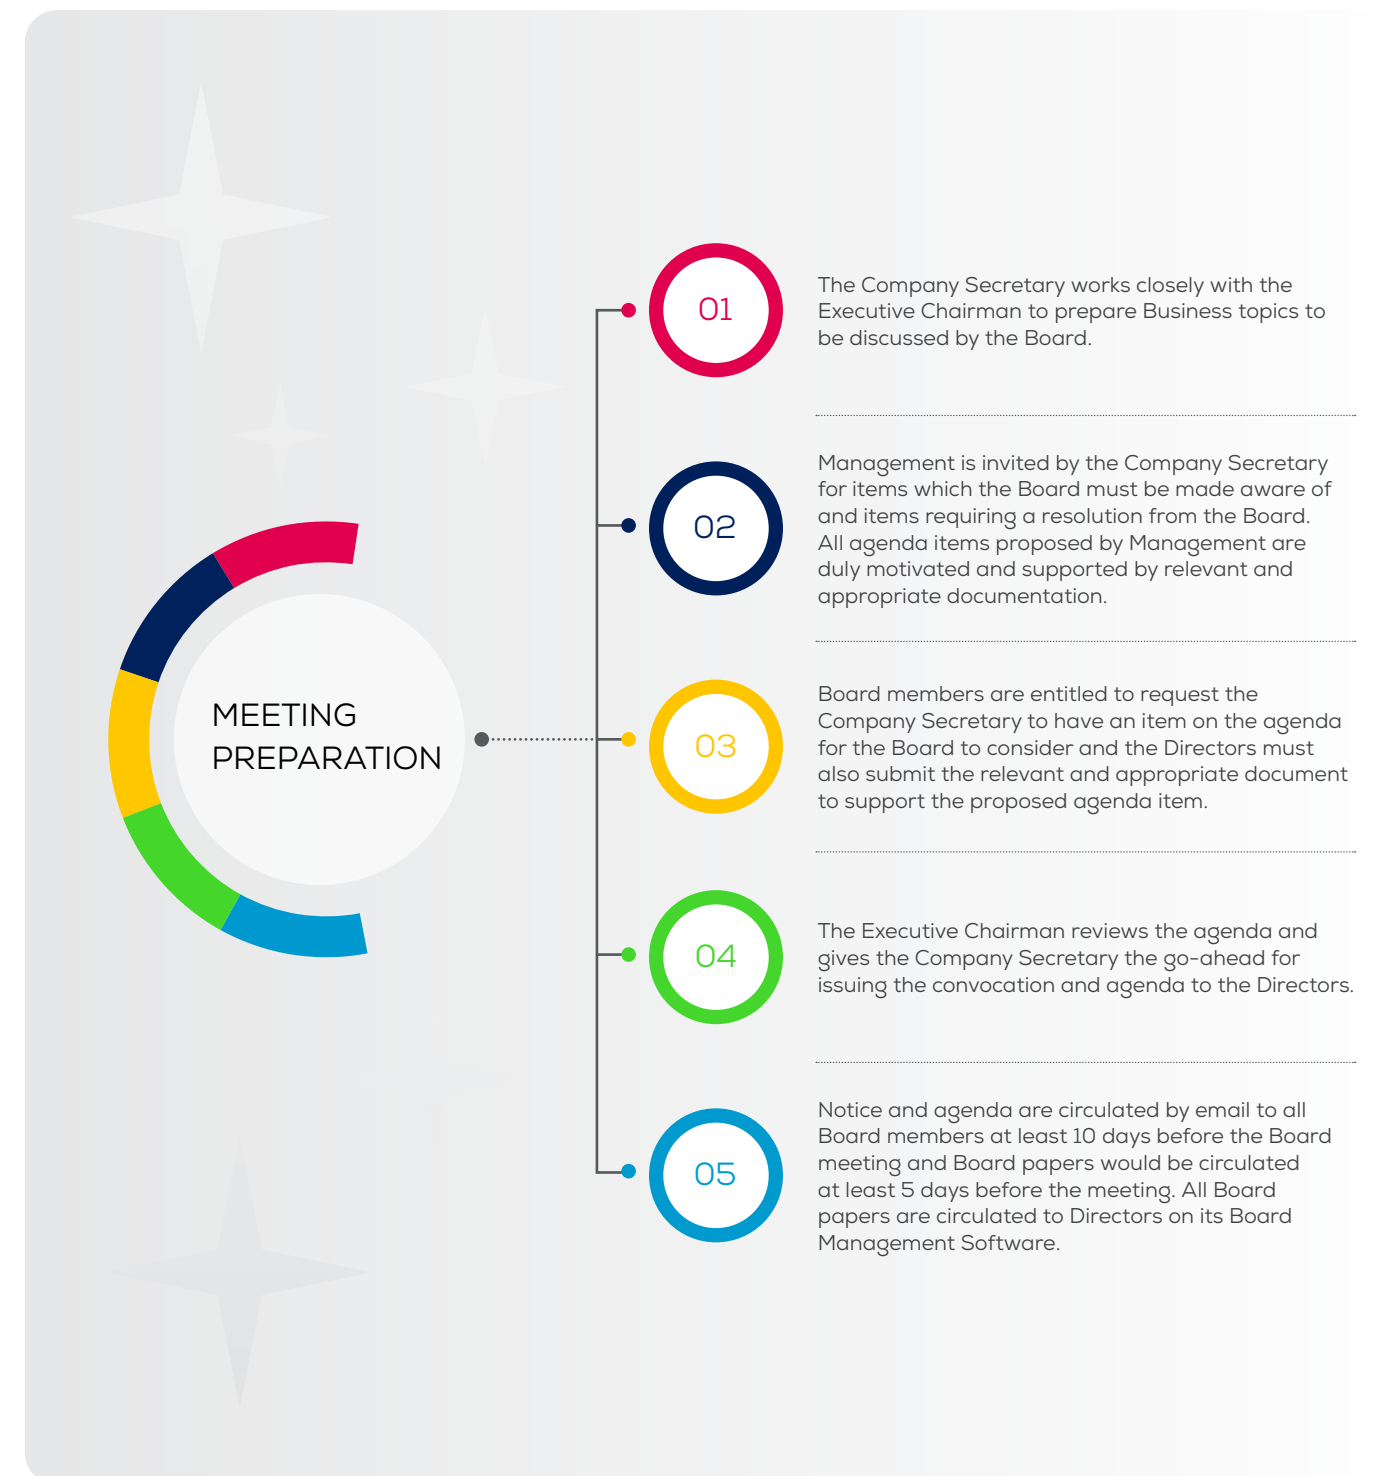 MEETING
PREPARATION
01
The Company Secretary works closely with the
Executive Chairman to prepare Business topics to
be discussed by the Board.
02
Management is invited by the Company Secretary
for items which the Board must be made aware of
and items requiring a resolution from the Board.
All agenda items proposed by Management are
duly motivated and supported by relevant and
appropriate documentation.
03
Board members are entitled to request the
Company Secretary to have an item on the agenda
for the Board to consider and the Directors must
also submit the relevant and appropriate document
to support the proposed agenda item.
04
The Executive Chairman reviews the agenda and
gives the Company Secretary the go-ahead for
issuing the convocation and agenda to the Directors.
05
Notice and agenda are circulated by email to all
Board members at least 10 days before the Board
meeting and Board papers would be circulated
at least 5 days before the meeting. All Board
papers are circulated to Directors on its Board
Management Software.